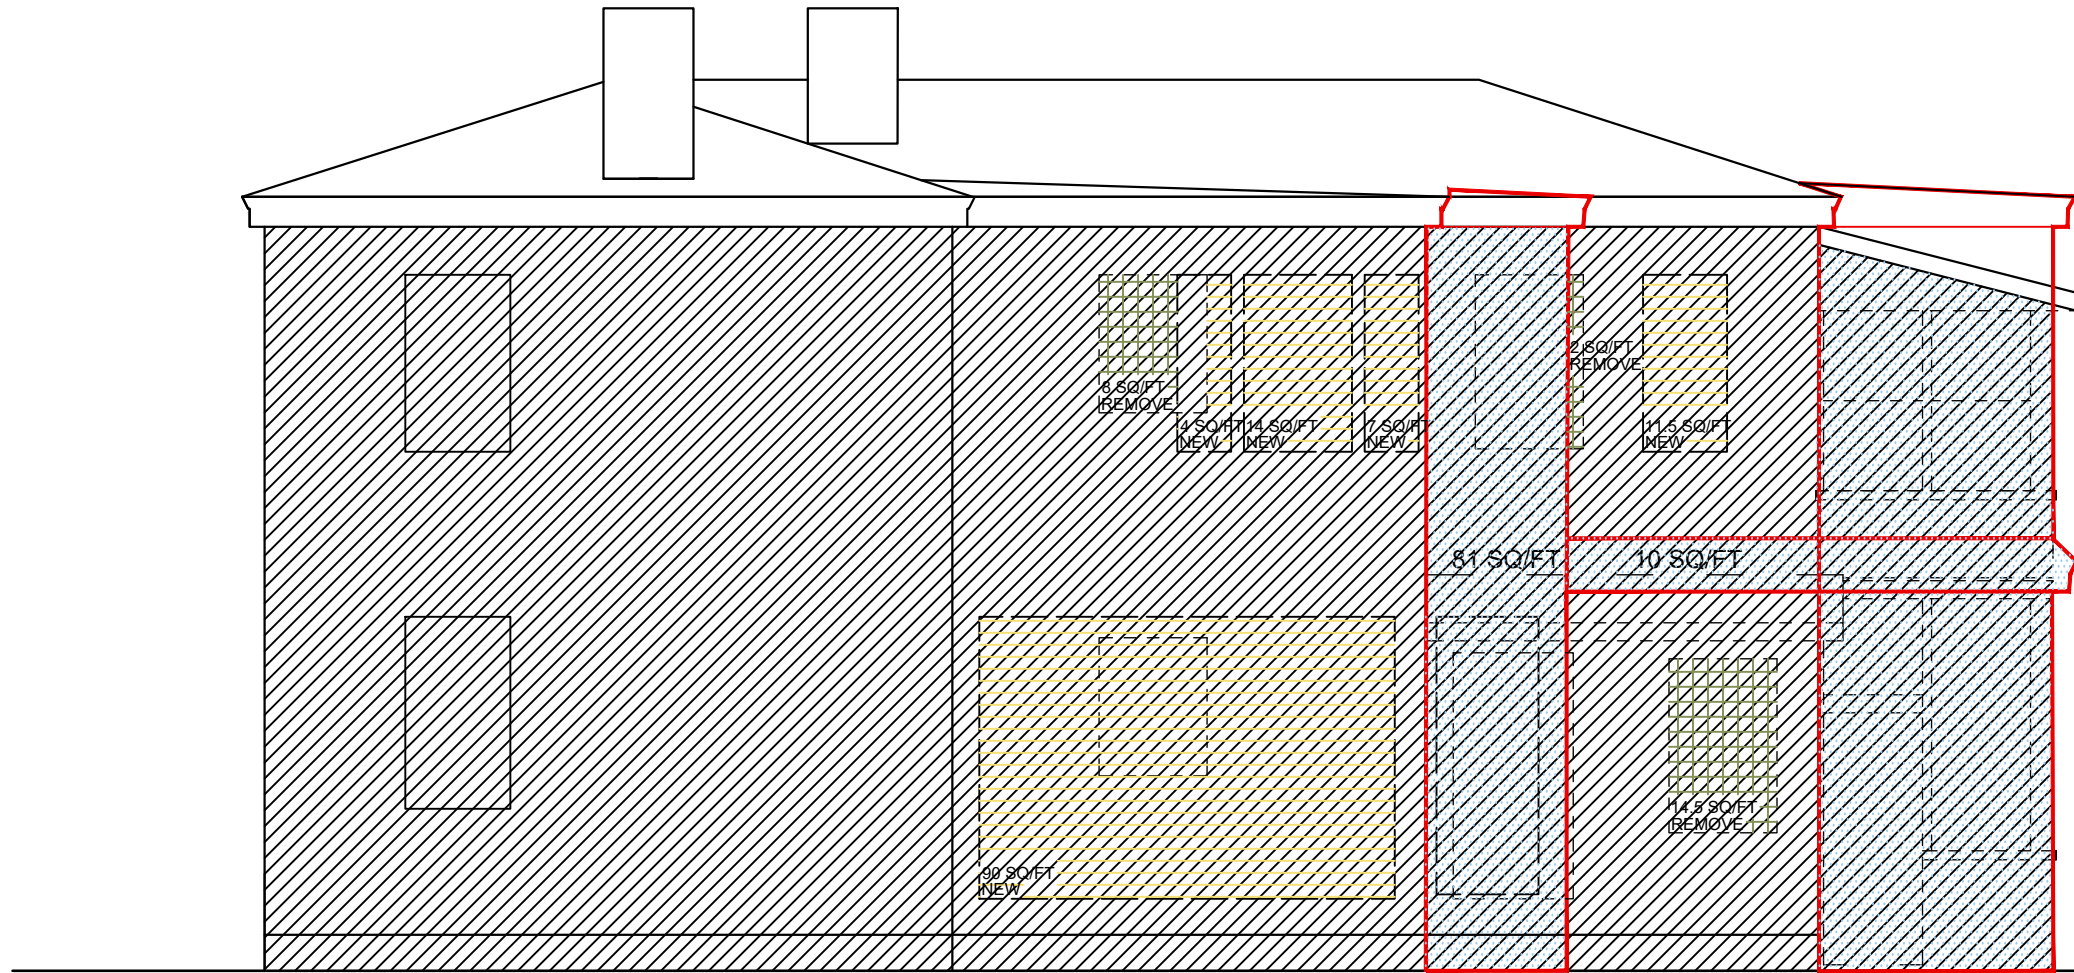 2 SQ/FT
REMOVE
8 SQ/FT
REMOVE
4 SQ/FT
NEW
14 SQ/FT
NEW
7 SQ/FT
NEW
11.5 SQ/FT
NEW
81 SQ/FT
10 SQ/FT
14.5 SQ/FT
REMOVE
90 SQ/FT
NEW